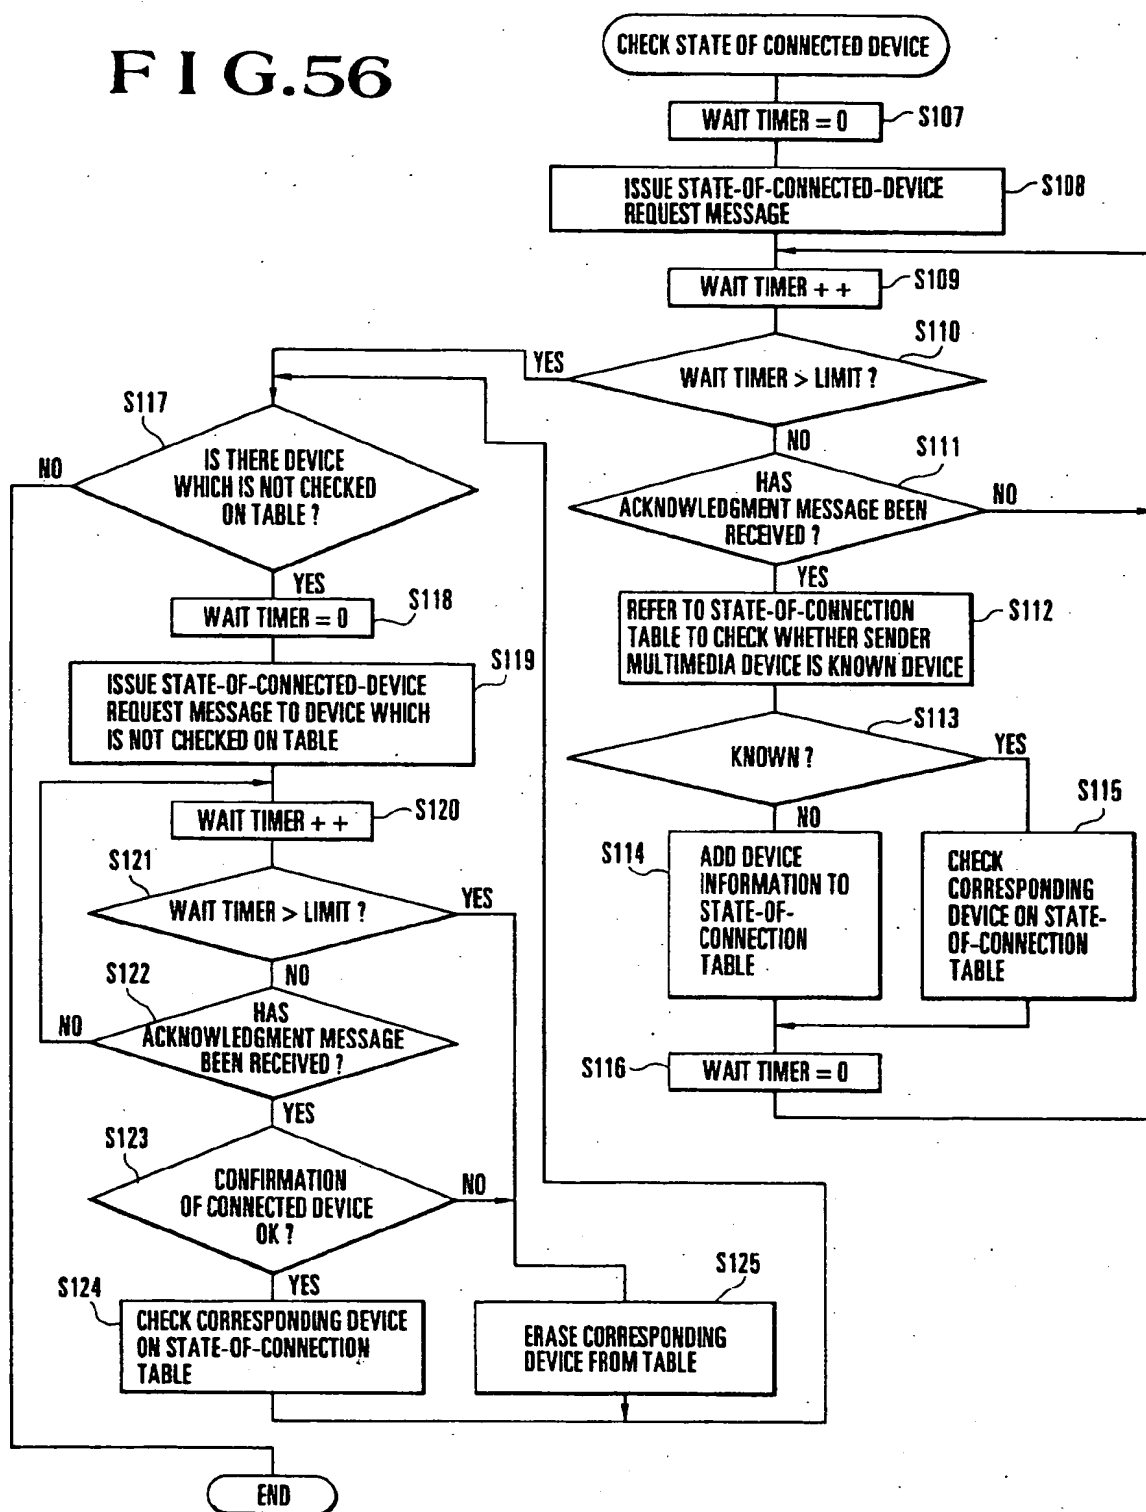 FIG.56
CHECK STATE OF CONNECTED DEVICE
WAIT TIMER = 0
S107
ISSUE STATE-OF-CONNECTED-DEVICE
REQUEST MESSAGE
S108
WAIT TIMER + +
S109
S110
WAIT TIMER > LIMIT ?
YES
NO
S111
HAS
ACKNOWLEDGMENT MESSAGE BEEN
RECEIVED ?
NO
YES
REFER TO STATE-OF-CONNECTION
TABLE TO CHECK WHETHER SENDER
MULTIMEDIA DEVICE IS KNOWN DEVICE
S112
S113
KNOWN ?
YES
NO
S114
ADD DEVICE
INFORMATION TO
STATE-OF-
CONNECTION
TABLE
S115
CHECK
CORRESPONDING
DEVICE ON STATE-
OF-CONNECTION
TABLE
S116
WAIT TIMER = 0
S117
IS THERE DEVICE
WHICH IS NOT CHECKED
ON TABLE ?
NO
YES
WAIT TIMER = 0
S118
S119
ISSUE STATE-OF-CONNECTED-DEVICE
REQUEST MESSAGE TO DEVICE WHICH
IS NOT CHECKED ON TABLE
WAIT TIMER + +
S120
S121
WAIT TIMER > LIMIT ?
YES
NO
S122
HAS
ACKNOWLEDGMENT MESSAGE
BEEN RECEIVED ?
NO
YES
S123
CONFIRMATION
OF CONNECTED DEVICE
OK ?
NO
YES
S124
CHECK CORRESPONDING DEVICE
ON STATE-OF-CONNECTION
TABLE
S125
ERASE CORRESPONDING
DEVICE FROM TABLE
END